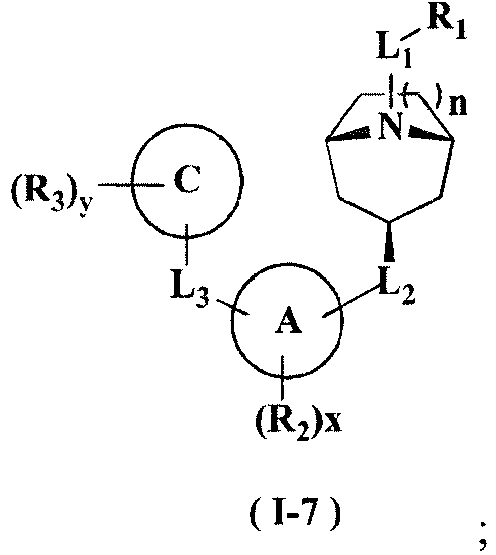 R₁
L₁
( )n
N
C
(R₃)y
L₃
L₂
A
(R₂)x
( I-7 )
;